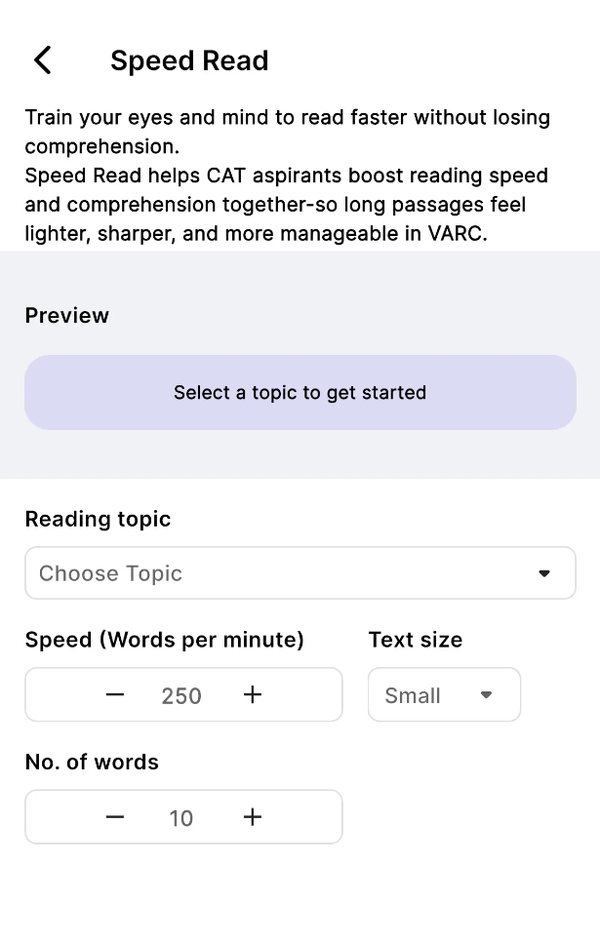 Speed Read
Train your eyes and mind to read faster without losing
comprehension.
Speed Read helps CAT aspirants boost reading speed
and comprehension together-so long passages feel
lighter, sharper, and more manageable in VARC.
Preview
Select a topic to get started
Reading topic
Choose Topic
Speed (Words per minute)
Text size
250
Small
No. of words
10